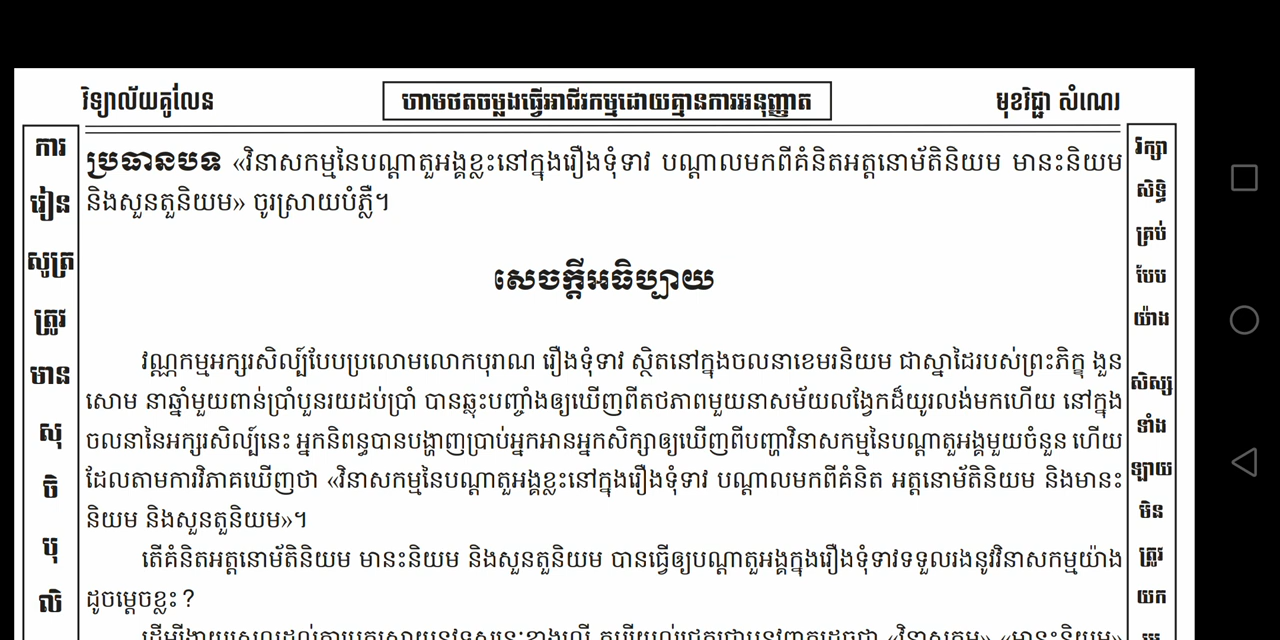 វិទ្យាល័យគូលែន
ហាមថតចម្លងធ្វើអាជីវកម្មដោយគ្មានការអនុញ្ញាត
មុខវិជ្ជា សំណេរ
ប្រធានបទ «វិនាសកម្មនៃបណ្តាតួអង្គខ្លះនៅក្នុងរឿងទុំទាវ បណ្តាលមកពីគំនិតអត្តនោម័តិនិយម មានះនិយម
និងសួនតួនិយម» ចូរស្រាយបំភ្លឺ។
សេចក្តីអធិប្បាយ
វណ្ណកម្មអក្សរសិល្ប៍បែបប្រលោមលោកបុរាណ រឿងទុំទាវ ស្ថិតនៅក្នុងចលនាខេមរនិយម ជាស្នាដៃរបស់ព្រះភិក្ខុ ងួន
សោម នាឆ្នាំមួយពាន់ប្រាំបួនរយដប់ប្រាំ បានឆ្លុះបញ្ចាំងឲ្យឃើញពីតថភាពមួយនាសម័យលង្វែកដ៏យូរលង់មកហើយ នៅក្នុង
ចលនានៃអក្សរសិល្ប៍នេះ អ្នកនិពន្ធបានបង្ហាញប្រាប់អ្នកអានអ្នកសិក្សាឲ្យឃើញពីបញ្ហាវិនាសកម្មនៃបណ្តាតួអង្គមួយចំនួន ហើយ
ដែលតាមការវិភាគឃើញថា «វិនាសកម្មនៃបណ្តាតួអង្គខ្លះនៅក្នុងរឿងទុំទាវ បណ្តាលមកពីគំនិត អត្តនោម័តិនិយម និងមានះ
និយម និងសួនតួនិយម»។
តើគំនិតអត្តនោម័តិនិយម មានះនិយម និងសួនតួនិយម បានធ្វើឲ្យបណ្តាតួអង្គក្នុងរឿងទុំទាវទទួលរងនូវវិនាសកម្មយ៉ាង
ដូចម្តេចខ្លះ ?
ការ
រៀន
សូត្រ
ត្រូវ
មាន
សុ
ចិ
បុ
លិ
រក្សា
សិទ្ធិ
គ្រប់
បែប
យ៉ាង
សិស្ស
ទាំង
ឡាយ
មិន
ត្រូវ
យក